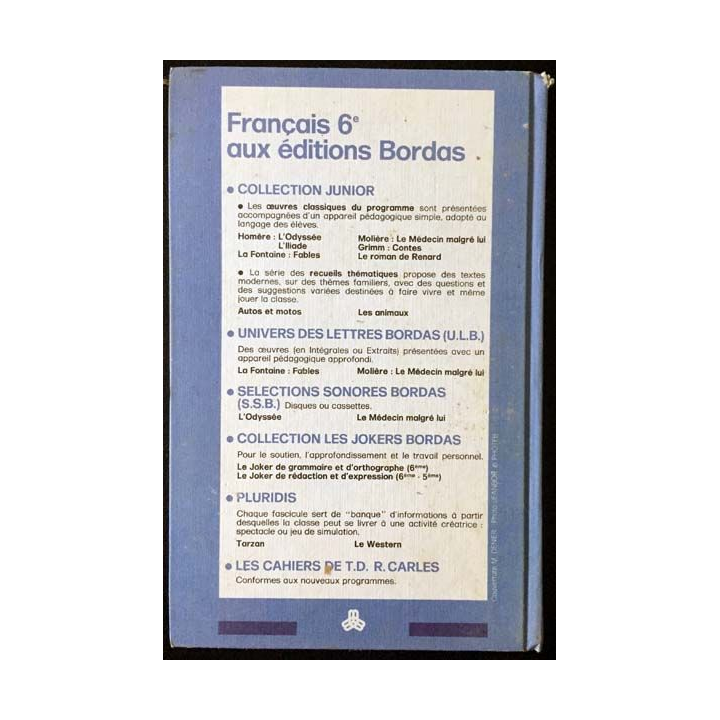 Français 6e
aux éditions Bordas
● COLLECTION JUNIOR
● Les œuvres classiques du programme sont présentées
accompagnées d'un appareil pédagogique simple, adapté au
langage des élèves.
Homère : L'Odyssée
L'Iliade
La Fontaine : Fables
Molière : Le Médecin malgré lui
Grimm : Contes
Le roman de Renard
● La série des recueils thématiques propose des textes
modernes, sur des thèmes familiers, avec des questions et
des suggestions variées destinées à faire vivre et même
jouer la classe.
Autos et motos Les animaux
● UNIVERS DES LETTRES BORDAS (U.L.B.)
Des œuvres (en Intégrales ou Extraits) présentées avec un
appareil pédagogique approfondi.
La Fontaine : Fables Molière : Le Médecin malgré lui
● SELECTIONS SONORES BORDAS
(S.S.B.) Disques ou cassettes.
L'Odyssée Le Médecin malgré lui
● COLLECTION LES JOKERS BORDAS
Pour le soutien, l'approfondissement et le travail personnel.
Le Joker de grammaire et d'orthographe (6ème)
Le Joker de rédaction et d'expression (6ème - 5ème)
● PLURIDIS
Chaque fascicule sert de "banque" d'informations à partir
desquelles la classe peut se livrer à une activité créatrice :
spectacle ou jeu de simulation.
Tarzan Le Western
● LES CAHIERS DE T.D. R. CARLES
Conformes aux nouveaux programmes.
Couverture M. Photo